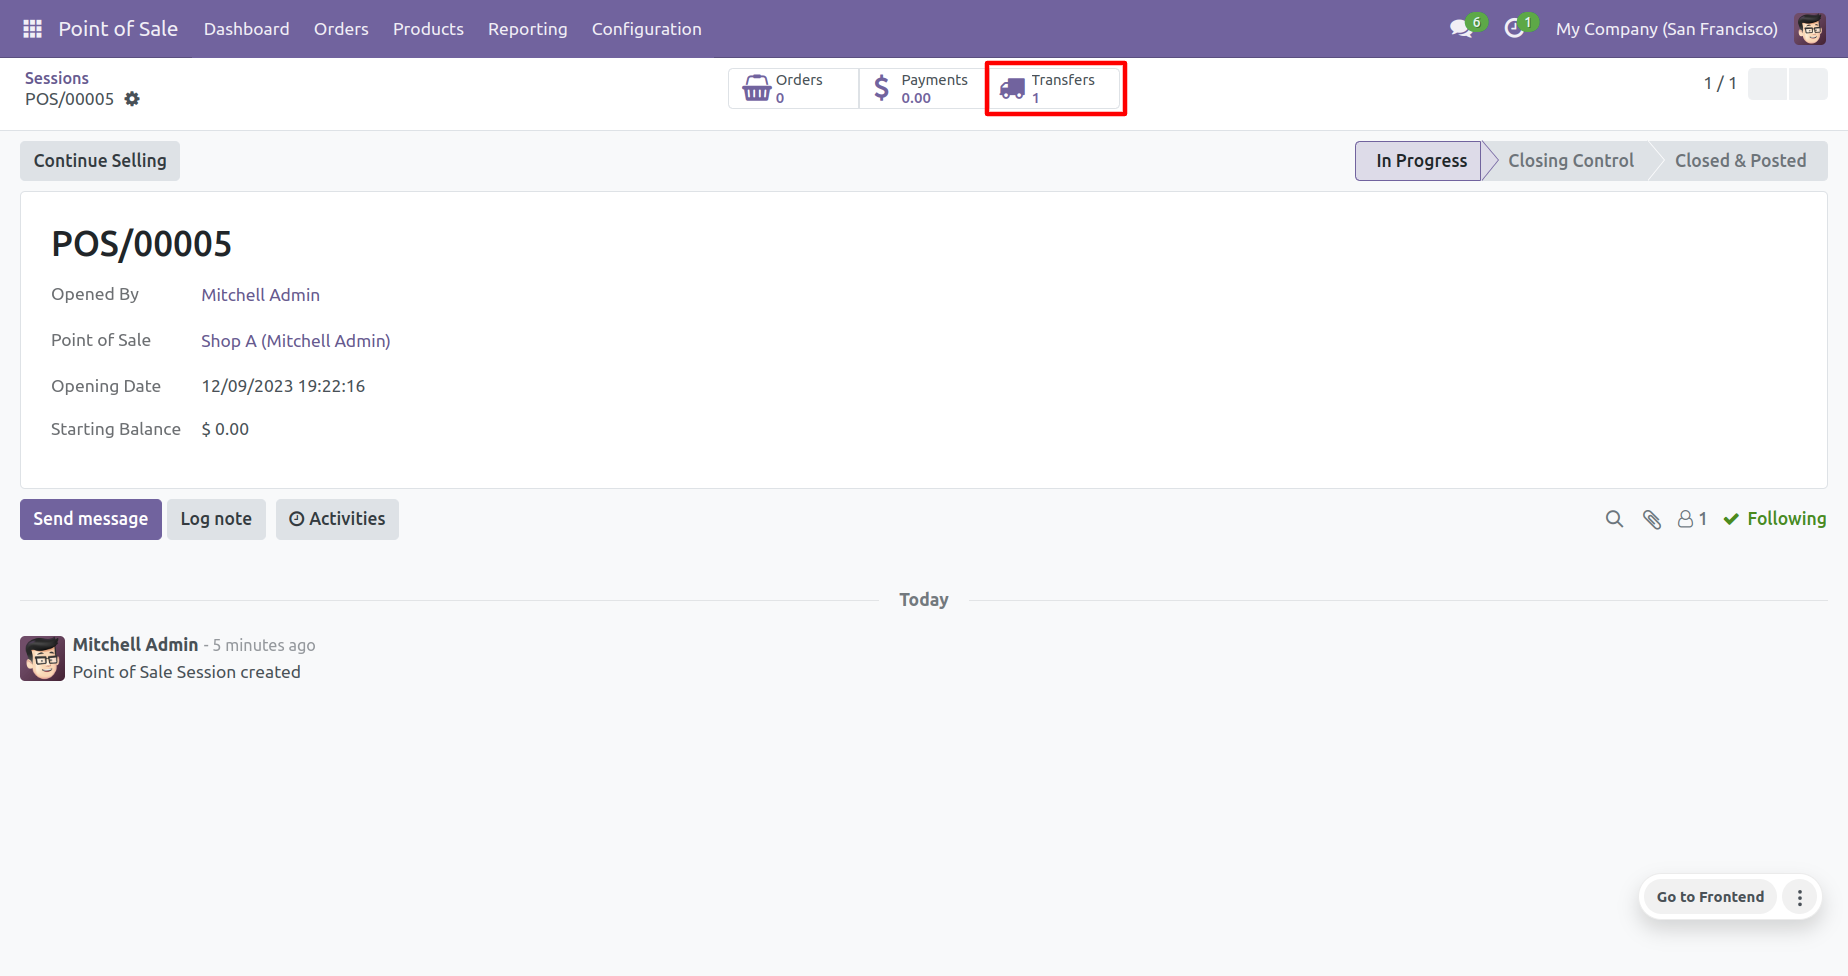 Point of Sale Dashboard Orders Products Reporting Configuration 6 1 My Company (San Francisco)
Sessions
POS/00005
Orders
0
Payments
0.00
Transfers
1
1 / 1
Continue Selling
In Progress Closing Control Closed & Posted
POS/00005
Opened By Mitchell Admin
Point of Sale Shop A (Mitchell Admin)
Opening Date 12/09/2023 19:22:16
Starting Balance $ 0.00
Send message Log note Activities 1 Following
Today
Mitchell Admin - 5 minutes ago
Point of Sale Session created
Go to Frontend